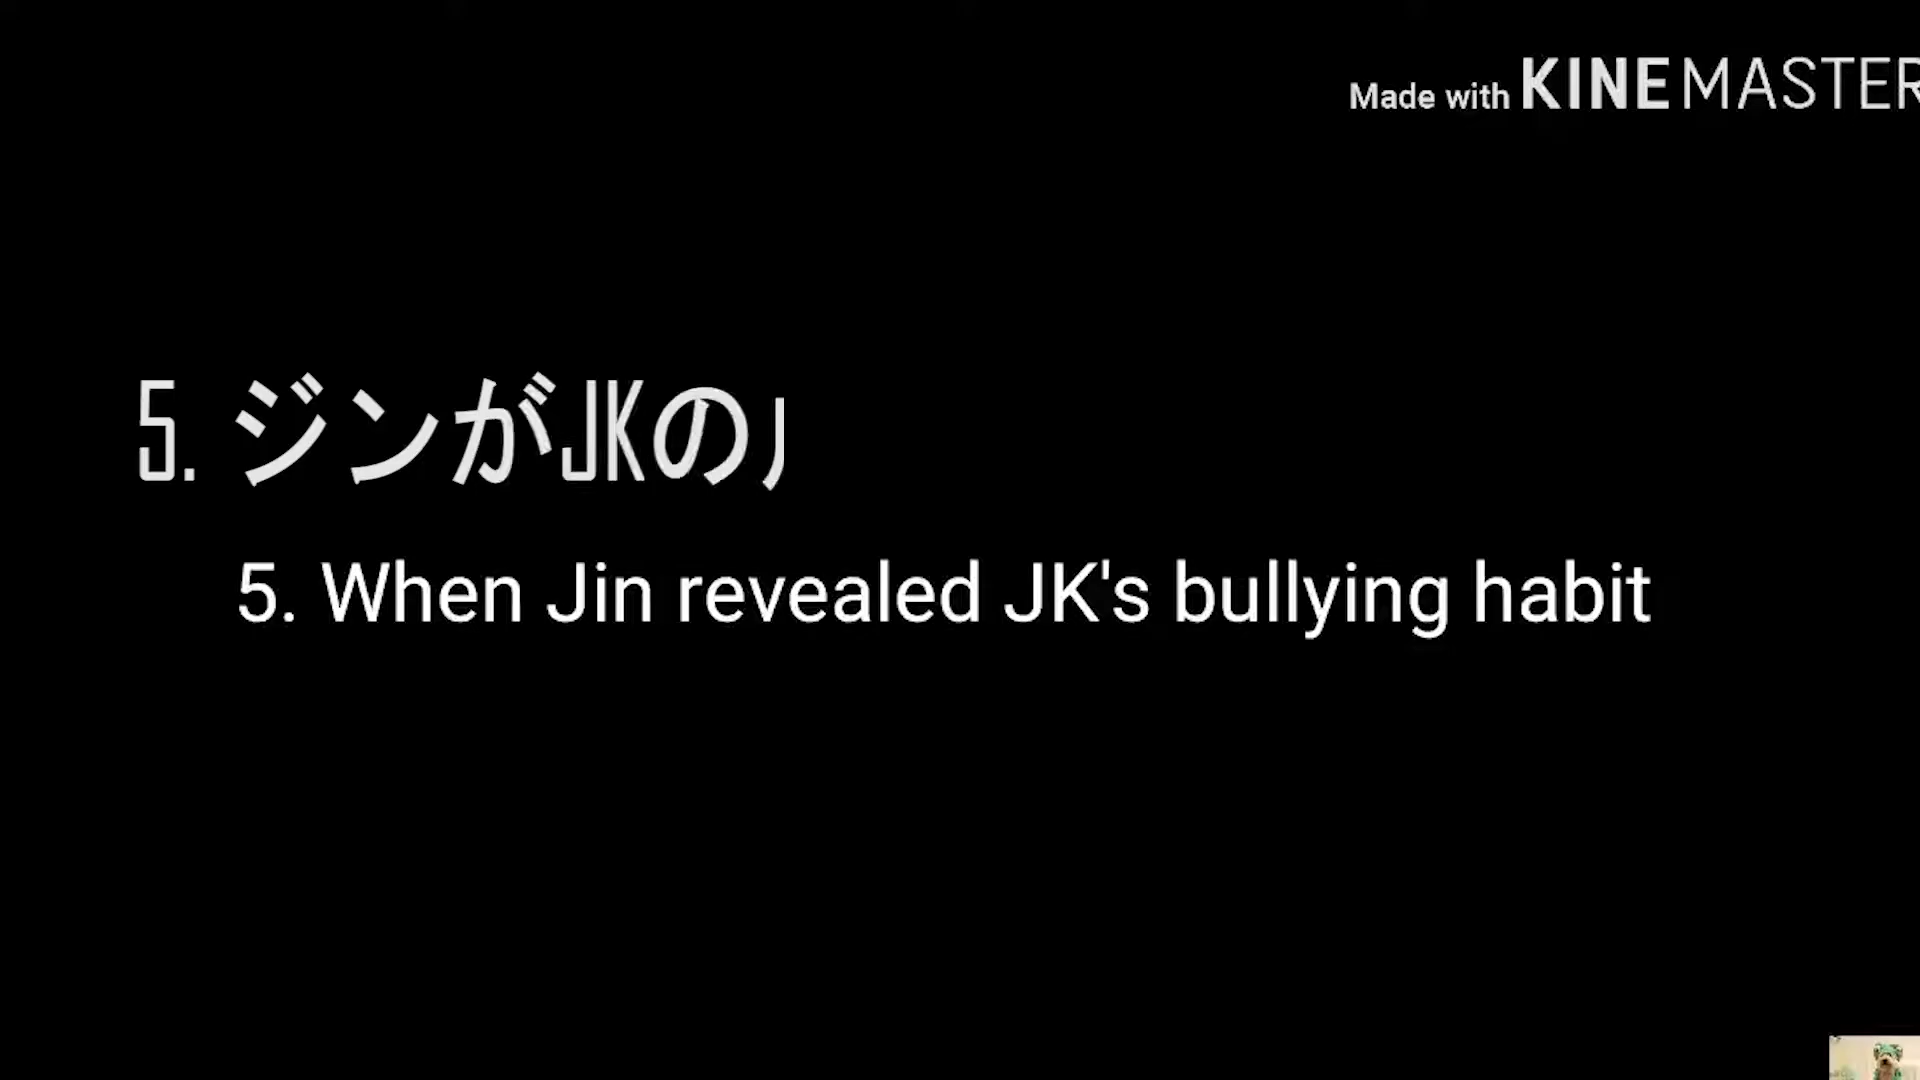 Made with KINEMASTER
5. ジンがJKの
5. When Jin revealed JK's bullying habit